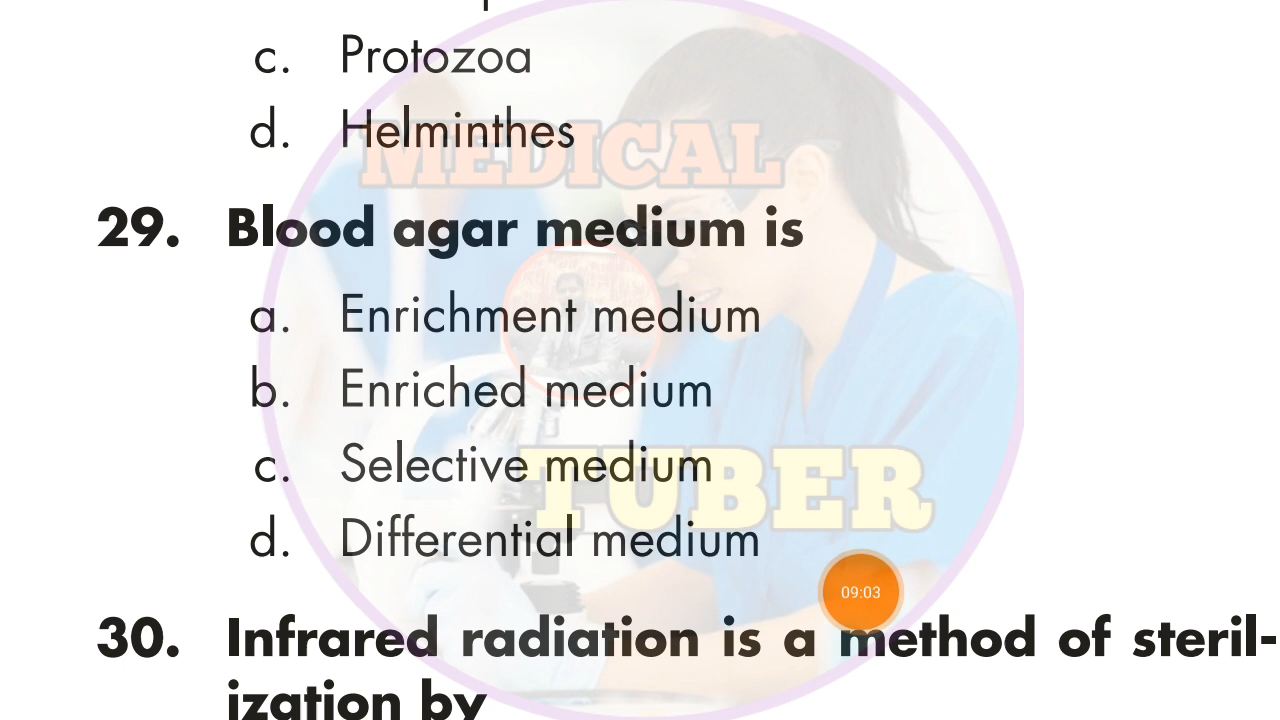 c. Protozoa
d. Helminthes
MEDICAL
29. Blood agar medium is
a. Enrichment medium
b. Enriched medium
c. Selective medium
TUBER
d. Differential medium
09:03
30. Infrared radiation is a method of steril-
ization by